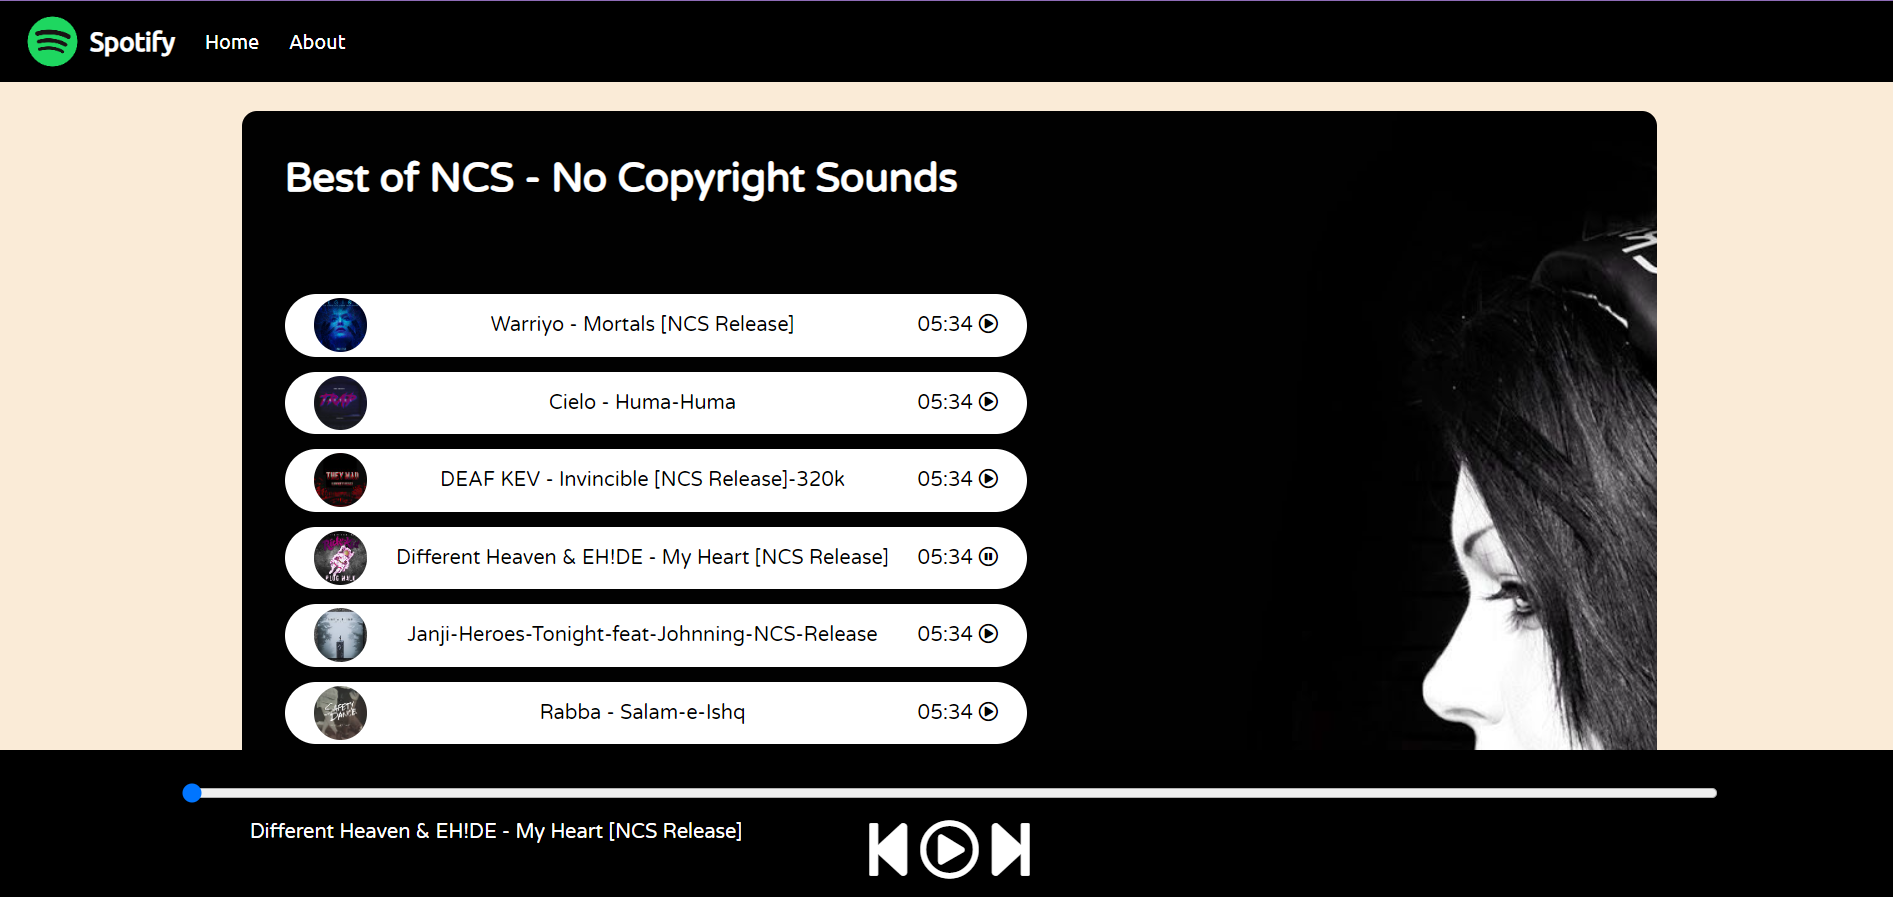 Spotify Home About
Best of NCS - No Copyright Sounds
Warriyo - Mortals [NCS Release] 05:34
Cielo - Huma-Huma 05:34
DEAF KEV - Invincible [NCS Release]-320k 05:34
Different Heaven & EH!DE - My Heart [NCS Release] 05:34
Janji-Heroes-Tonight-feat-Johnning-NCS-Release 05:34
SAFETY DANCE
Rabba - Salam-e-Ishq 05:34
Different Heaven & EH!DE - My Heart [NCS Release]